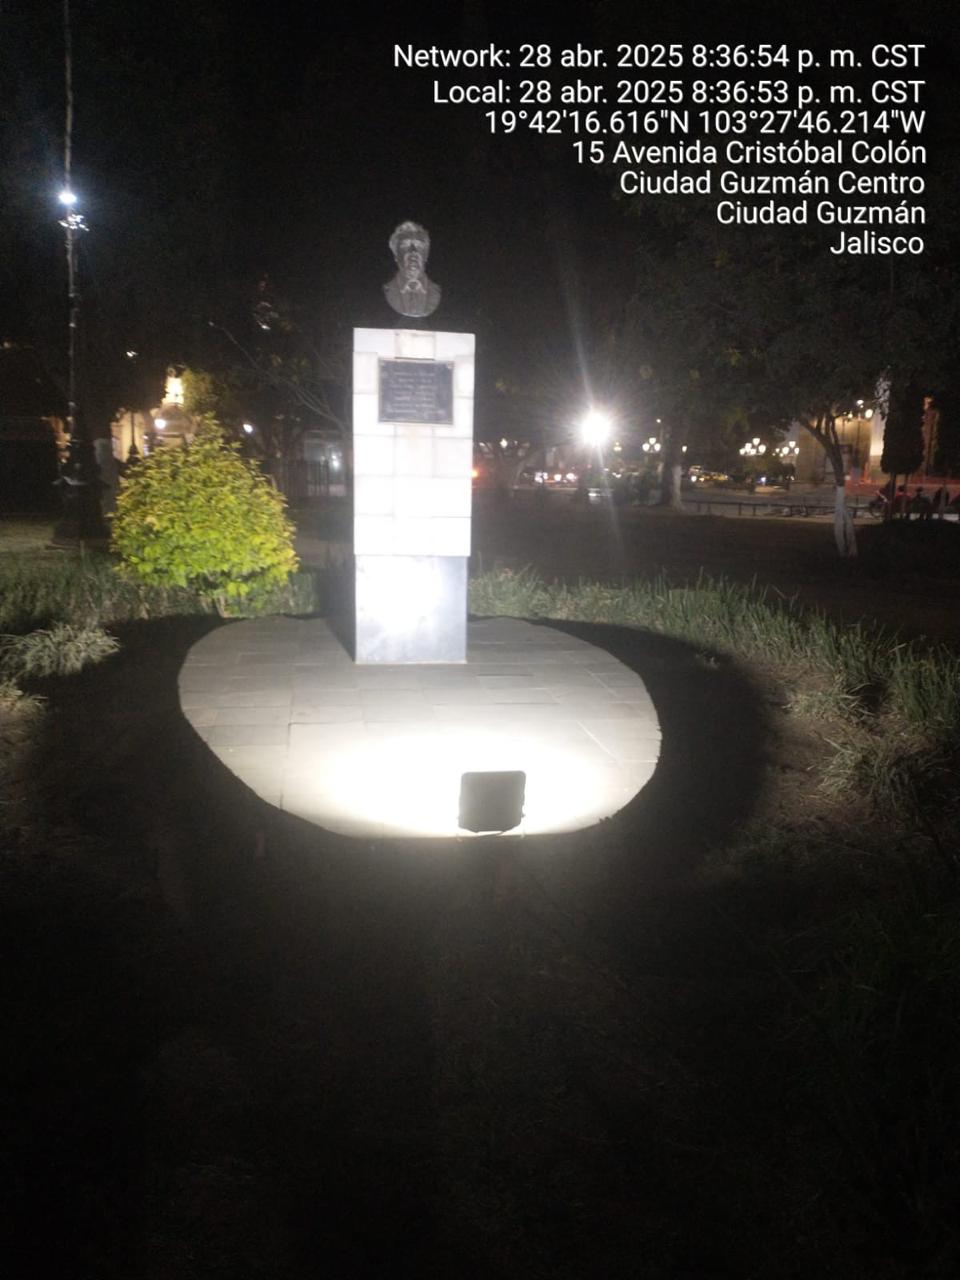 Network: 28 abr. 2025 8:36:54 p. m. CST
Local: 28 abr. 2025 8:36:53 p. m. CST
19°42'16.616"N 103°27'46.214"W
15 Avenida Cristóbal Colón
Ciudad Guzmán Centro
Ciudad Guzmán
Jalisco